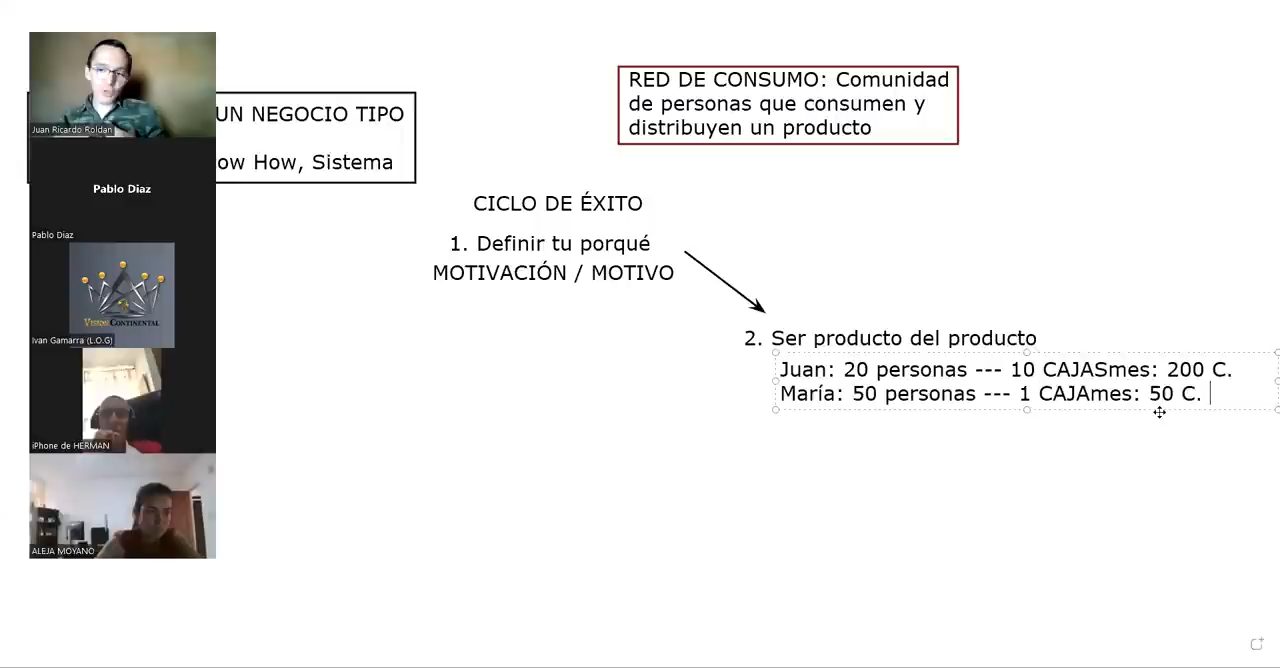 Juan Ricardo Roldan
UN NEGOCIO TIPO
ow How, Sistema
Pablo Diaz
Pablo Diaz
VISION CONTINENTAL
Ivan Gamarra (L.O.G)
iPhone de HERMAN
ALEJA MOYANO
RED DE CONSUMO: Comunidad
de personas que consumen y
distribuyen un producto
CICLO DE ÉXITO
1. Definir tu porqué
MOTIVACIÓN / MOTIVO
2. Ser producto del producto
Juan: 20 personas --- 10 CAJASmes: 200 C.
María: 50 personas --- 1 CAJAmes: 50 C.